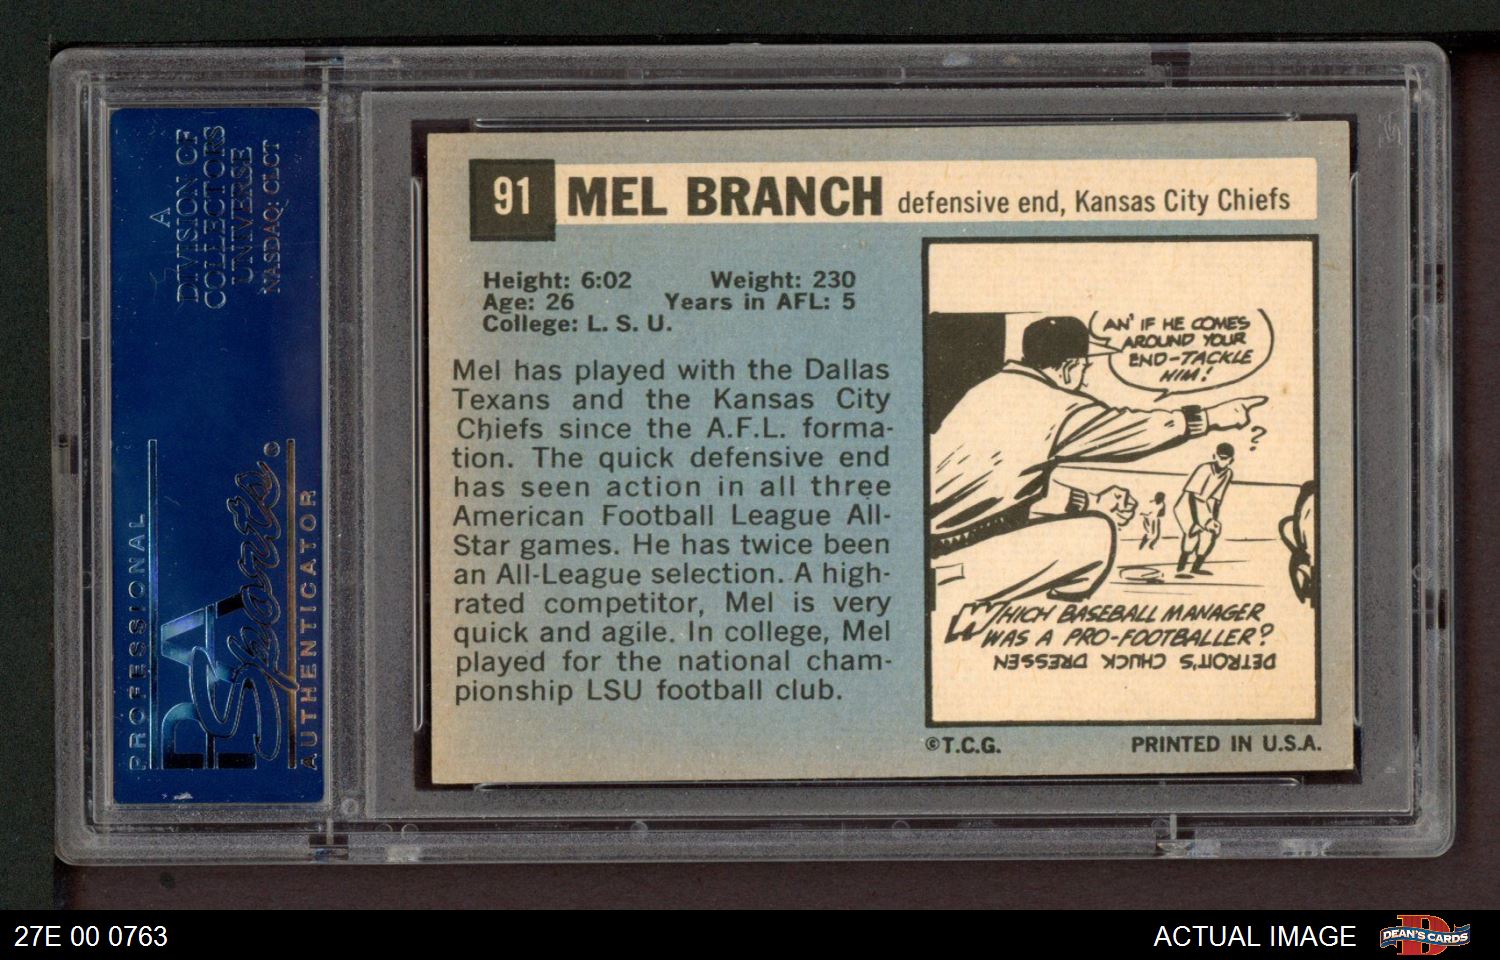 A
DIVISION OF
COLLECTORS
UNIVERSE
NASDAQ: CLCT
PROFESSIONAL
PSA
Sports
AUTHENTICATOR
91
MEL BRANCH defensive end, Kansas City Chiefs
Height: 6:02 Weight: 230
Age: 26 Years in AFL: 5
College: L. S. U.
Mel has played with the Dallas
Texans and the Kansas City
Chiefs since the A.F.L. forma-
tion. The quick defensive end
has seen action in all three
American Football League All-
Star games. He has twice been
an All-League selection. A high-
rated competitor, Mel is very
quick and agile. In college, Mel
played for the national cham-
pionship LSU football club.
AN' IF HE COMES
AROUND YOUR
END-TACKLE
HIM!
?
WHICH BASEBALL MANAGER
WAS A PRO-FOOTBALLER?
DETROIT'S CHUCK DRESSEN
©T.C.G.
PRINTED IN U.S.A.
27E 00 0763
ACTUAL IMAGE
D
DEAN'S CARDS